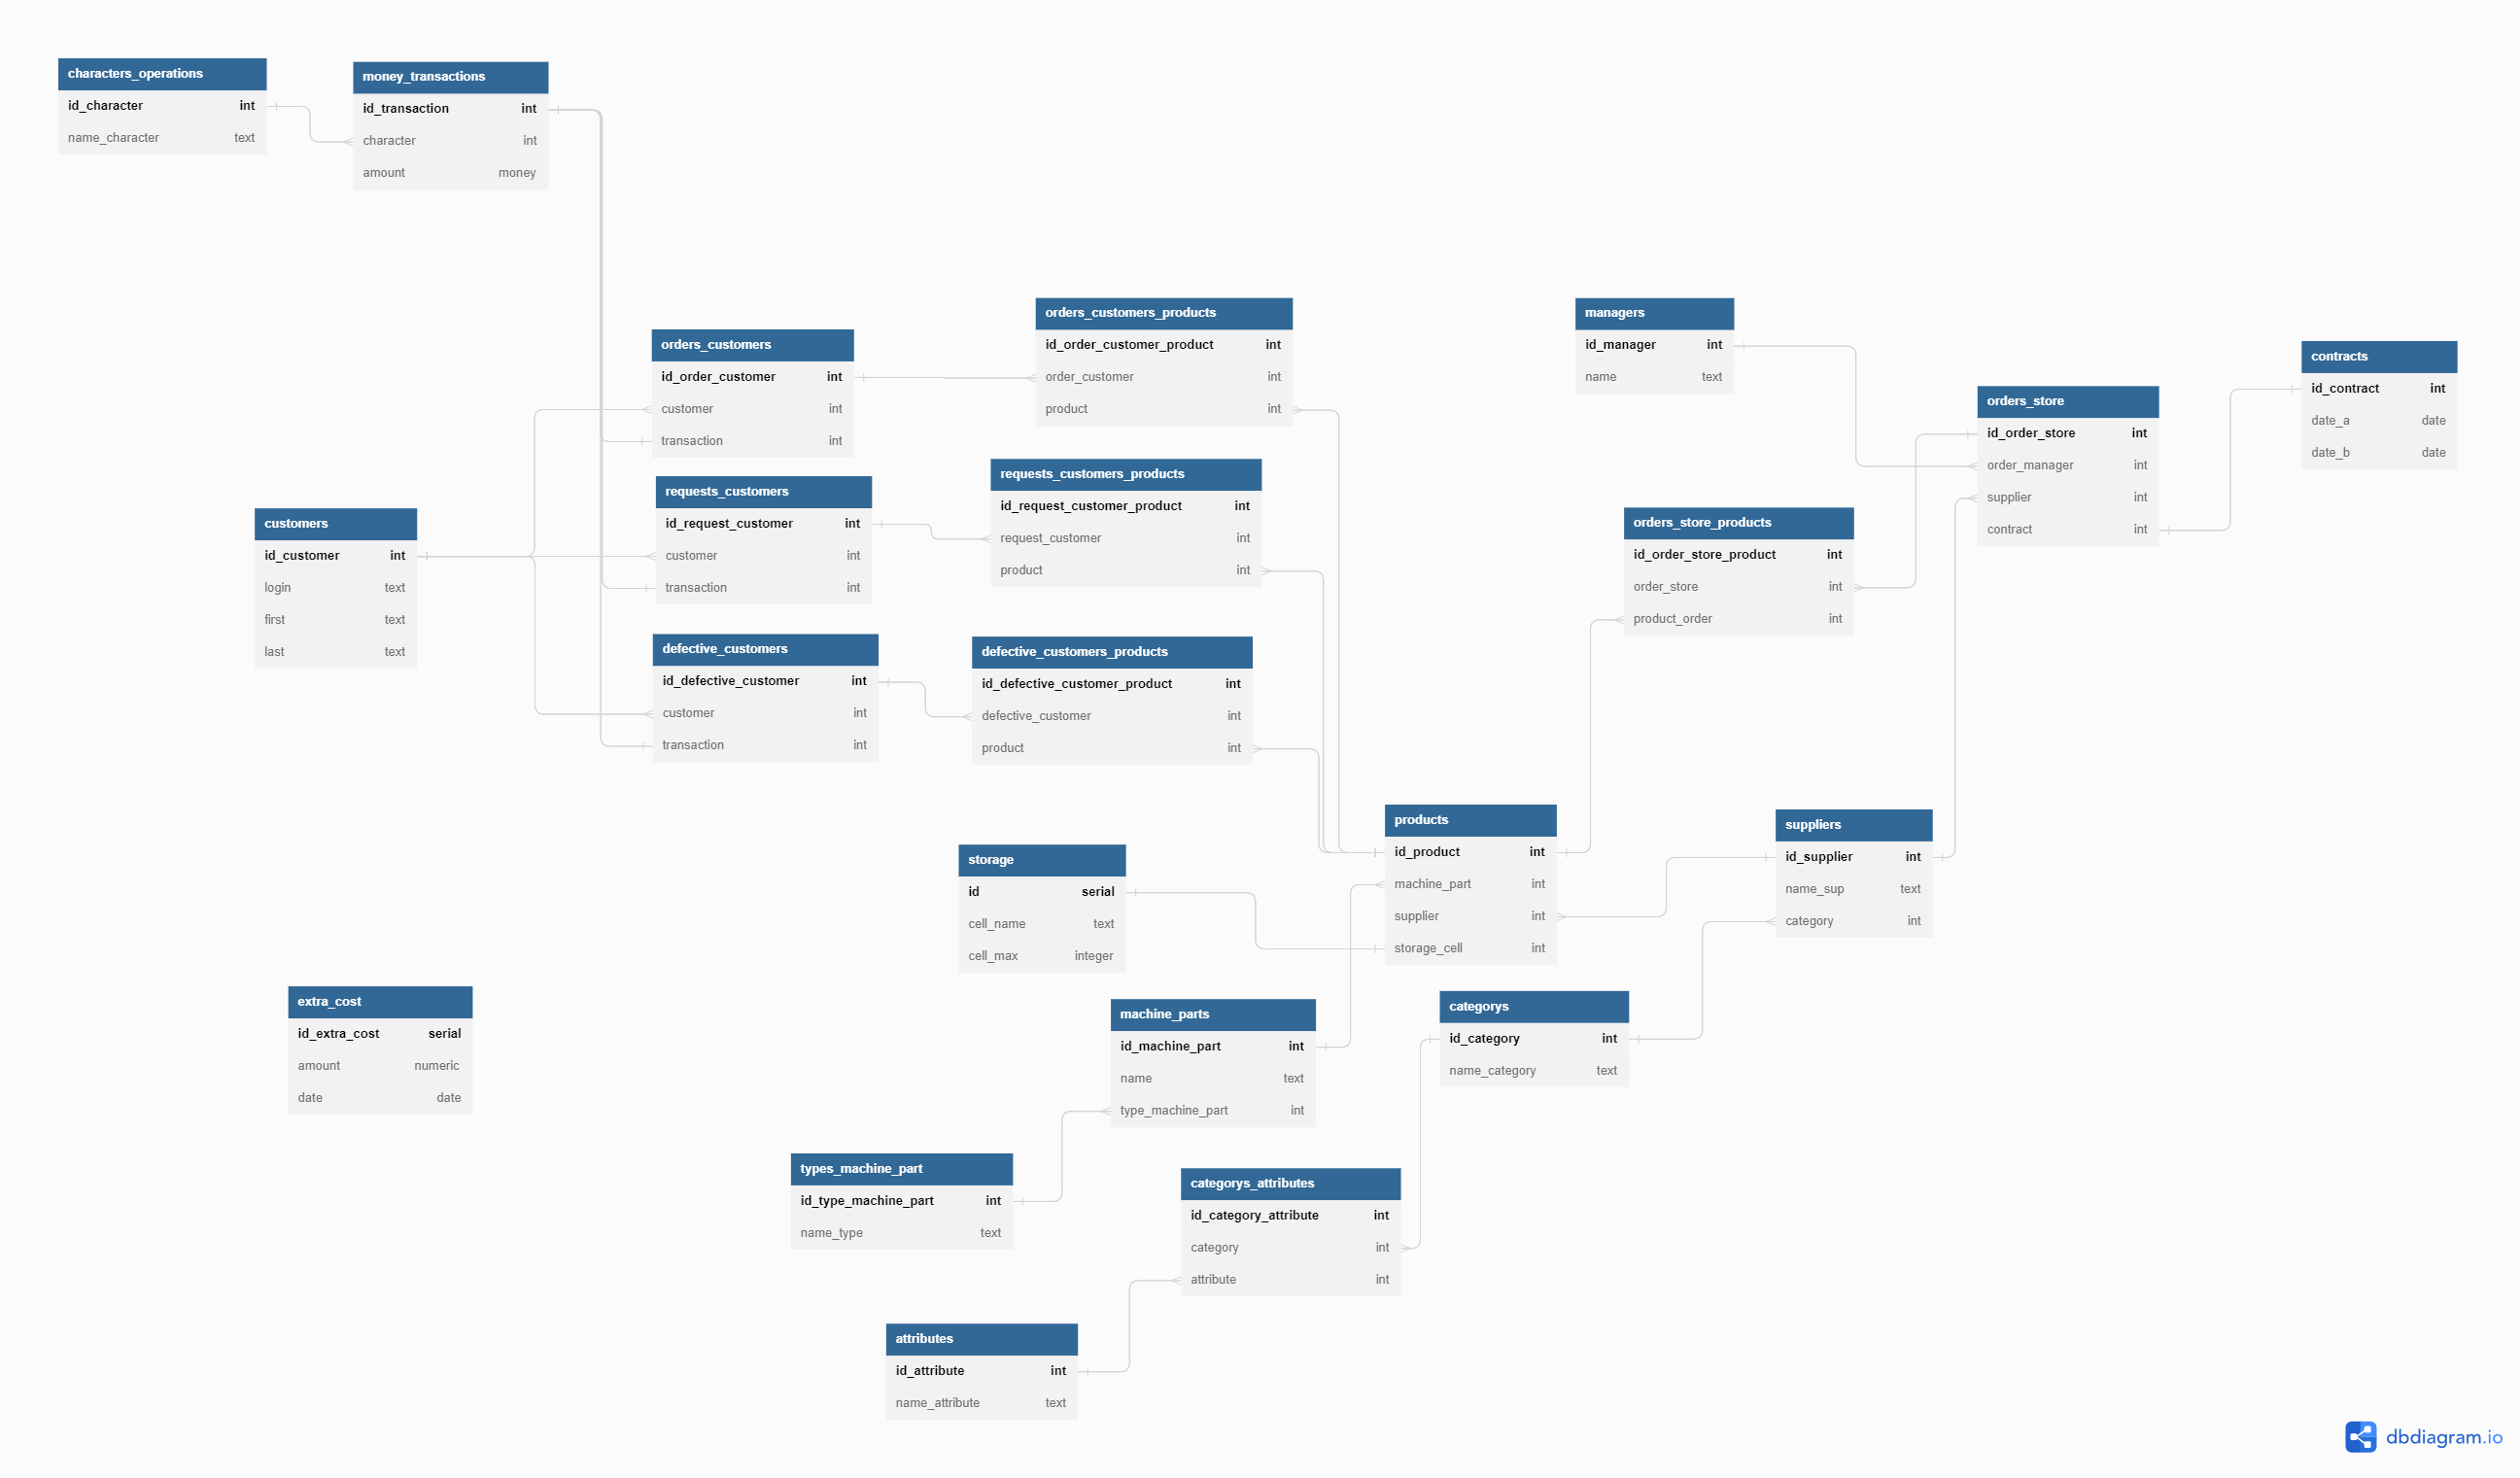 characters_operations
id_character int
name_character text
money_transactions
id_transaction int
character int
amount money
orders_customers
id_order_customer int
customer int
transaction int
orders_customers_products
id_order_customer_product int
order_customer int
product int
managers
id_manager int
name text
contracts
id_contract int
date_a date
date_b date
orders_store
id_order_store int
order_manager int
supplier int
contract int
requests_customers
id_request_customer int
customer int
transaction int
requests_customers_products
id_request_customer_product int
request_customer int
product int
customers
id_customer int
login text
first text
last text
orders_store_products
id_order_store_product int
order_store int
product_order int
defective_customers
id_defective_customer int
customer int
transaction int
defective_customers_products
id_defective_customer_product int
defective_customer int
product int
products
id_product int
machine_part int
supplier int
storage_cell int
suppliers
id_supplier int
name_sup text
category int
storage
id serial
cell_name text
cell_max integer
extra_cost
id_extra_cost serial
amount numeric
date date
machine_parts
id_machine_part int
name text
type_machine_part int
categorys
id_category int
name_category text
types_machine_part
id_type_machine_part int
name_type text
categorys_attributes
id_category_attribute int
category int
attribute int
attributes
id_attribute int
name_attribute text
dbdiagram.io